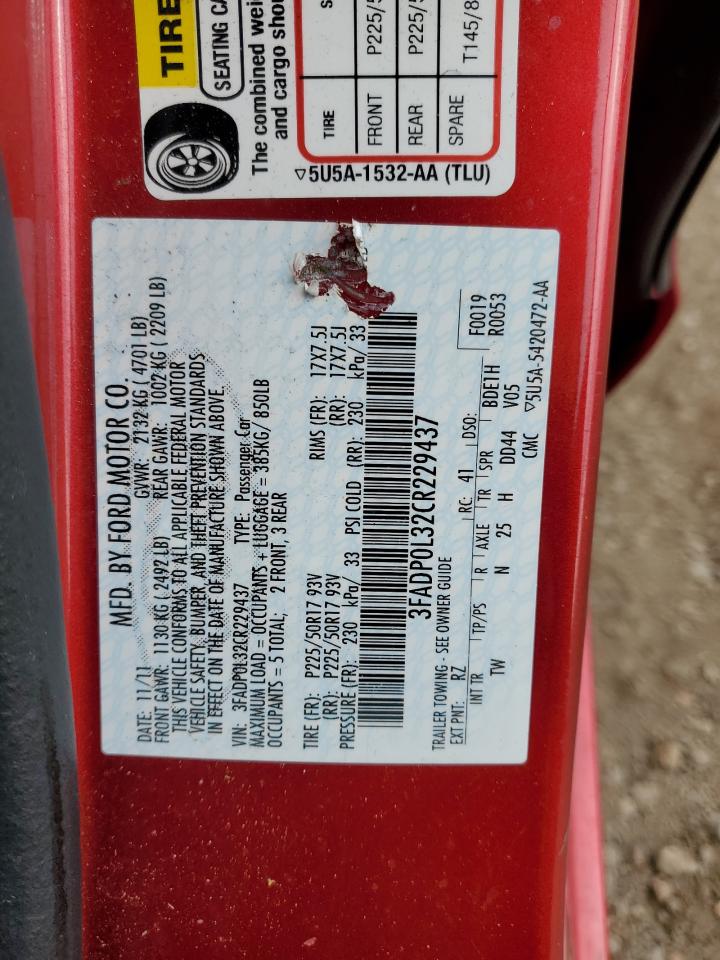 TIRE
SEATING CA
The combined wei
and cargo shou
TIRE S
FRONT P225/5
REAR P225/5
SPARE T145/8
▽5U5A-1532-AA (TLU)
MFD. BY FORD MOTOR CO.
DATE: 11/11 GVWR: 2132 KG ( 4701 LB)
FRONT GAWR: 1130 KG ( 2492 LB) REAR GAWR: 1002 KG ( 2209 LB)
THIS VEHICLE CONFORMS TO ALL APPLICABLE FEDERAL MOTOR
VEHICLE SAFETY, BUMPER, AND THEFT PREVENTION STANDARDS
IN EFFECT ON THE DATE OF MANUFACTURE SHOWN ABOVE
VIN: 3FADP0L32CR229437 TYPE: Passenger Car
MAXIMUM LOAD = OCCUPANTS + LUGGAGE = 385KG/ 850LB
OCCUPANTS = 5 TOTAL; 2 FRONT, 3 REAR
TIRE (FR): P225/50R17 93V RIMS (FR): 17X7.5J
(RR): P225/50R17 93V (RR): 17X7.5J
PRESSURE (FR): 230 kPa/ 33 PSI COLD (RR): 230 kPa/ 33
3FADP0L32CR229437
TRAILER TOWING - SEE OWNER GUIDE
EXT PNT: RZ RC: 41 DSO: F0019
R0053
INT TR TP/PS R AXLE TR SPR BDE1H
TW N 25 H DD44 V05
CMC ▽5U5A-5420472-AA